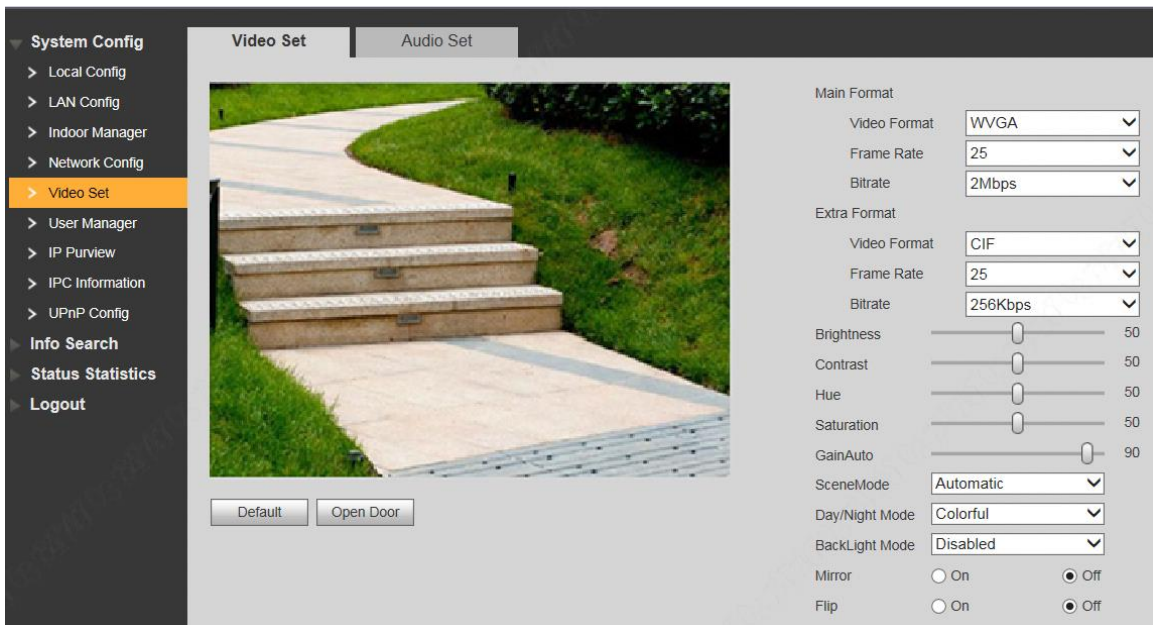 System Config
Local Config
LAN Config
Indoor Manager
Network Config
Video Set
User Manager
IP Purview
IPC Information
UPnP Config
Info Search
Status Statistics
Logout
Video Set Audio Set
Default Open Door
Main Format
Video Format WVGA
Frame Rate 25
Bitrate 2Mbps
Extra Format
Video Format CIF
Frame Rate 25
Bitrate 256Kbps
Brightness 50
Contrast 50
Hue 50
Saturation 50
GainAuto 90
SceneMode Automatic
Day/Night Mode Colorful
BackLight Mode Disabled
Mirror On Off
Flip On Off